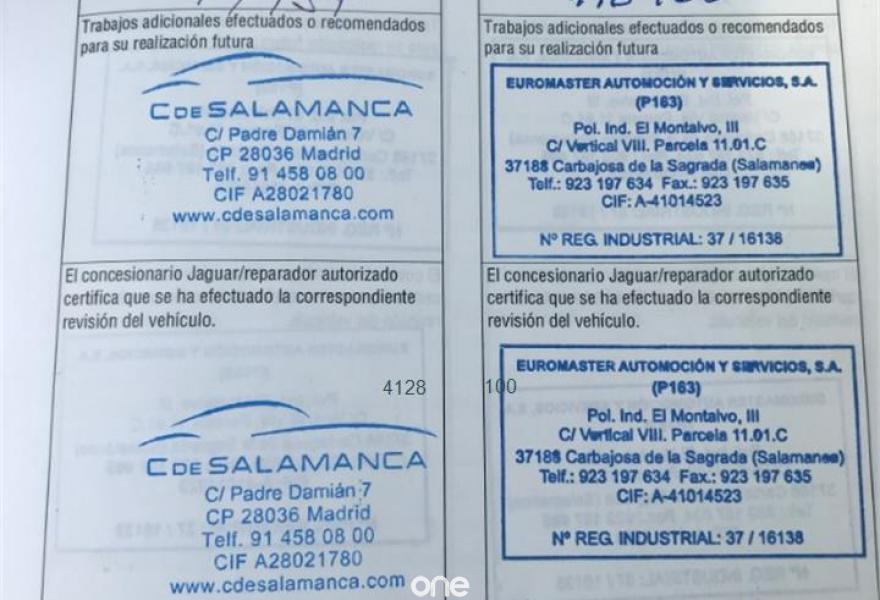 Trabajos adicionales efectuados o recomendados
para su realización futura
CDESALAMANCA
C/ Padre Damián 7
CP 28036 Madrid
Telf. 91 458 08 00
CIF A28021780
www.cdesalamanca.com
El concesionario Jaguar/reparador autorizado
certifica que se ha efectuado la correspondiente
revisión del vehículo.
4128
CDESALAMANCA
C/ Padre Damián 7
CP 28036 Madrid
Telf. 91 458 08 00
CIF A28021780
www.cdesalamanca.com
Trabajos adicionales efectuados o recomendados
para su realización futura
EUROMASTER AUTOMOCIÓN Y SERVICIOS, S.A.
(P163)
Pol. Ind. El Montalvo, III
C/ Vertical VIII. Parcela 11.01.C
37188 Carbajosa de la Sagrada (Salamanca)
Telf.: 923 197 634 Fax.: 923 197 635
CIF: A-41014523
Nº REG. INDUSTRIAL: 37 / 16138
El concesionario Jaguar/reparador autorizado
certifica que se ha efectuado la correspondiente
revisión del vehículo.
100
EUROMASTER AUTOMOCIÓN Y SERVICIOS, S.A.
(P163)
Pol. Ind. El Montalvo, III
C/ Vertical VIII. Parcela 11.01.C
37188 Carbajosa de la Sagrada (Salamanca)
Telf.: 923 197 634 Fax.: 923 197 635
CIF: A-41014523
Nº REG. INDUSTRIAL: 37 / 16138
one